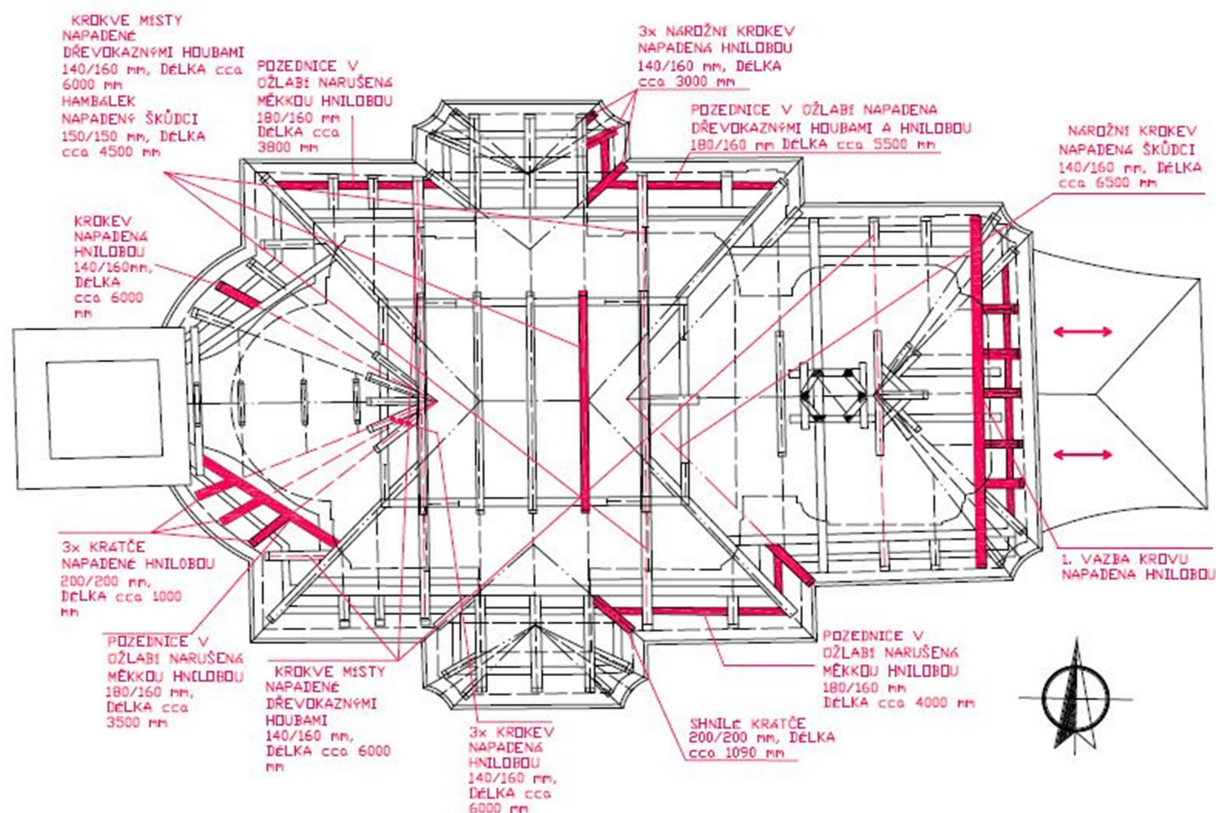 KROKVE MÍSTY
NAPADENÉ
DŘEVOKAZNÝMI HOUBAMI
140/160 mm, DÉLKA cca
6000 mm
HAMBÁLEK
NAPADENÝ ŠKŮDCI
150/150 mm, DÉLKA
cca 4500 mm
POZEDNICE V
OŽLABÍ NARUŠENÁ
MĚKKOU HNILOBOU
180/160 mm
DÉLKA cca
3800 mm
3x NÁROŽNÍ KROKEV
NAPADENÁ HNILOBOU
140/160 mm, DÉLKA
cca 3000 mm
POZEDNICE V OŽLABÍ NAPADENA
DŘEVOKAZNÝMI HOUBAMI A HNILOBOU
180/160 mm DÉLKA cca 5500 mm
NÁROŽNÍ KROKEV
NAPADENÁ ŠKŮDCI
140/160 mm, DÉLKA
cca 6500 mm
KROKEV
NAPADENÁ
HNILOBOU
140/160mm,
DÉLKA
cca 6000
mm
3x KRÁTČE
NAPADENÉ HNILOBOU
200/200 mm,
DÉLKA cca 1000
mm
POZEDNICE V
OŽLABÍ NARUŠENÁ
MĚKKOU HNILOBOU
180/160 mm,
DÉLKA cca
3500 mm
KROKVE MÍSTY
NAPADENÉ
DŘEVOKAZNÝMI
HOUBAMI
140/160 mm,
DÉLKA cca 6000
mm
3x KROKEV
NAPADENÁ
HNILOBOU
140/160 mm,
DÉLKA cca
6000 mm
SHNILÉ KRÁTČE
200/200 mm, DÉLKA
cca 1090 mm
POZEDNICE V
OŽLABÍ NARUŠENÁ
MĚKKOU HNILOBOU
180/160 mm
DÉLKA cca 4000 mm
1. VAZBA KROVU
NAPADENA HNILOBOU